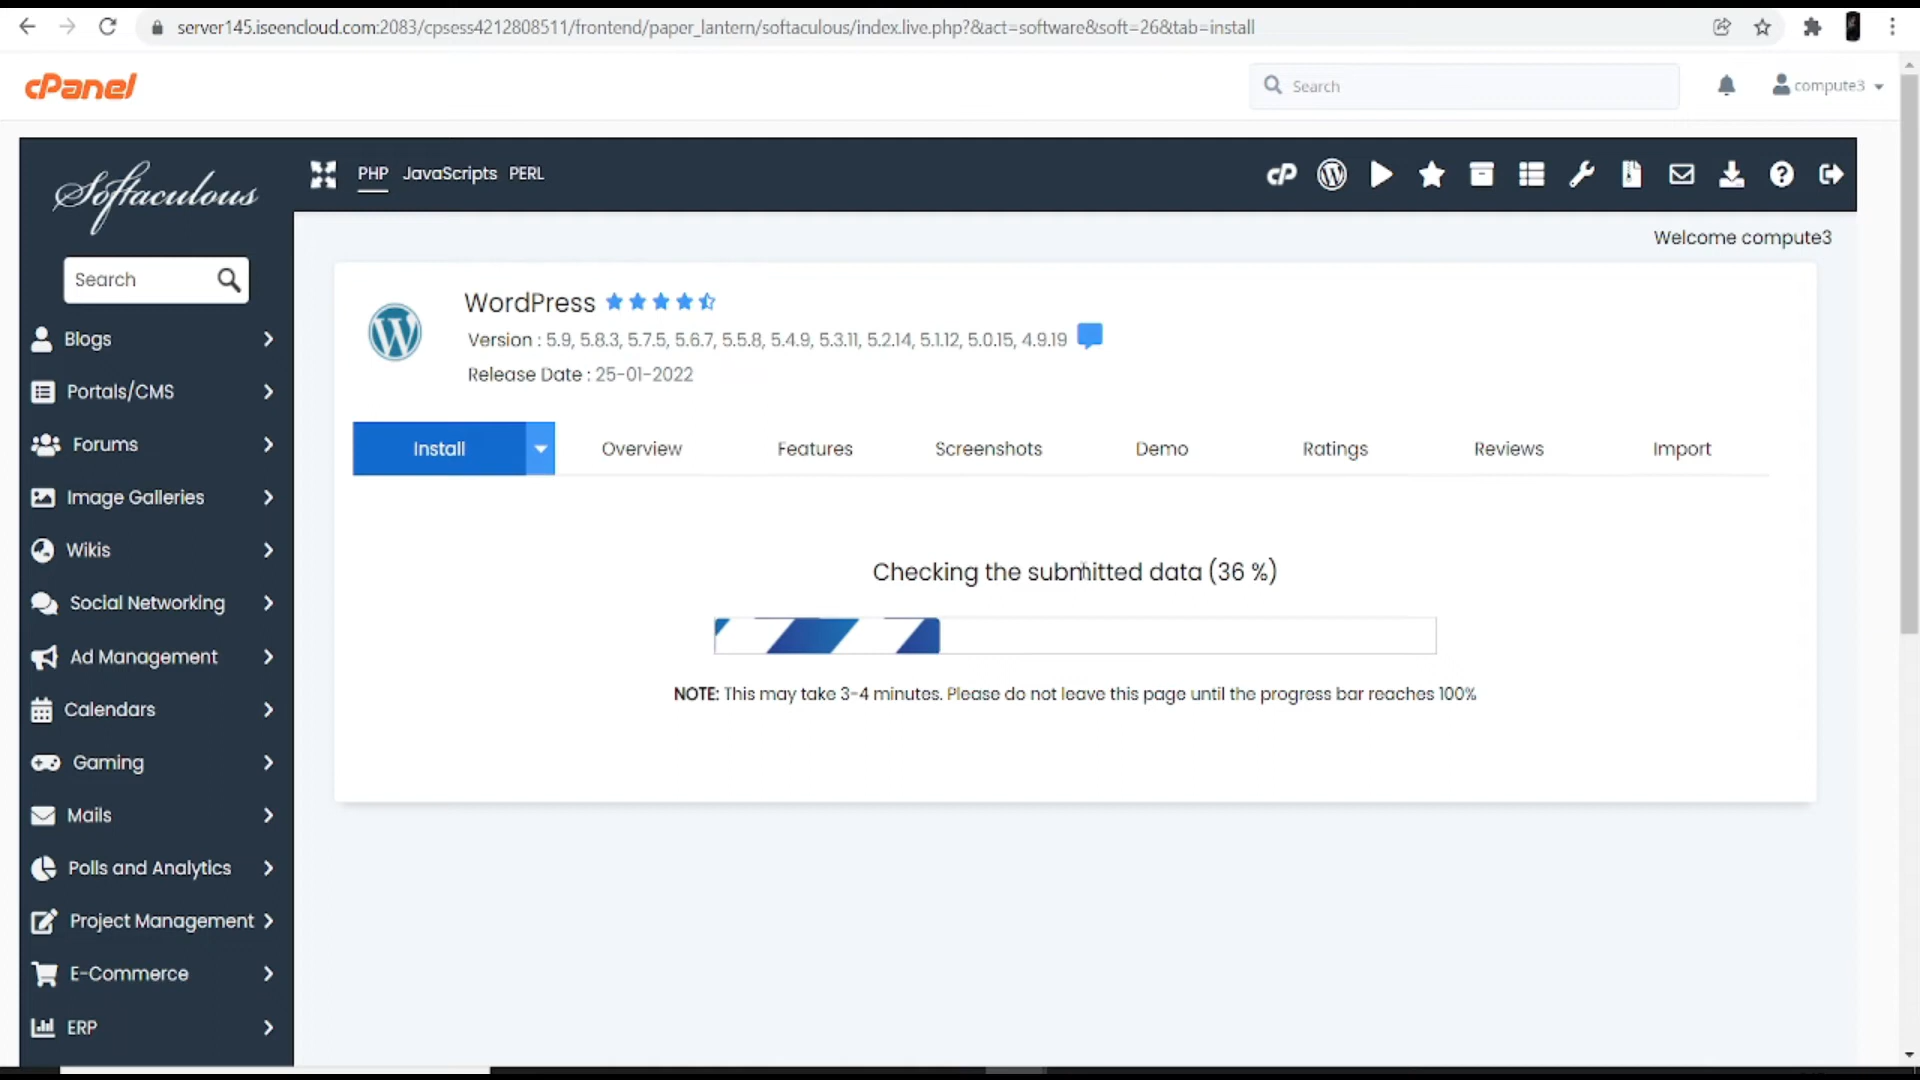 server145.iseencloud.com:2083/cpsess4212808511/frontend/paper_lantern/softaculous/index.live.php?&act=software&soft=26&tab=install
cPanel
Search
compute3
Softaculous
PHP JavaScripts PERL
cP
Welcome compute3
Search
WordPress
Version : 5.9, 5.8.3, 5.7.5, 5.6.7, 5.5.8, 5.4.9, 5.3.11, 5.2.14, 5.1.12, 5.0.15, 4.9.19
Release Date : 25-01-2022
Install Overview Features Screenshots Demo Ratings Reviews Import
Checking the submitted data (36 %)
NOTE: This may take 3-4 minutes. Please do not leave this page until the progress bar reaches 100%
Blogs
Portals/CMS
Forums
Image Galleries
Wikis
Social Networking
Ad Management
Calendars
Gaming
Mails
Polls and Analytics
Project Management
E-Commerce
ERP